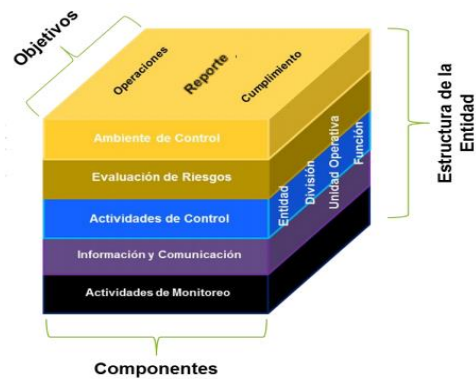 Objetivos
Operaciones
Reporte
Cumplimiento
Ambiente de Control
Evaluación de Riesgos
Actividades de Control
Información y Comunicación
Actividades de Monitoreo
Entidad
División
Unidad Operativa
Función
Estructura de la
Entidad
Componentes